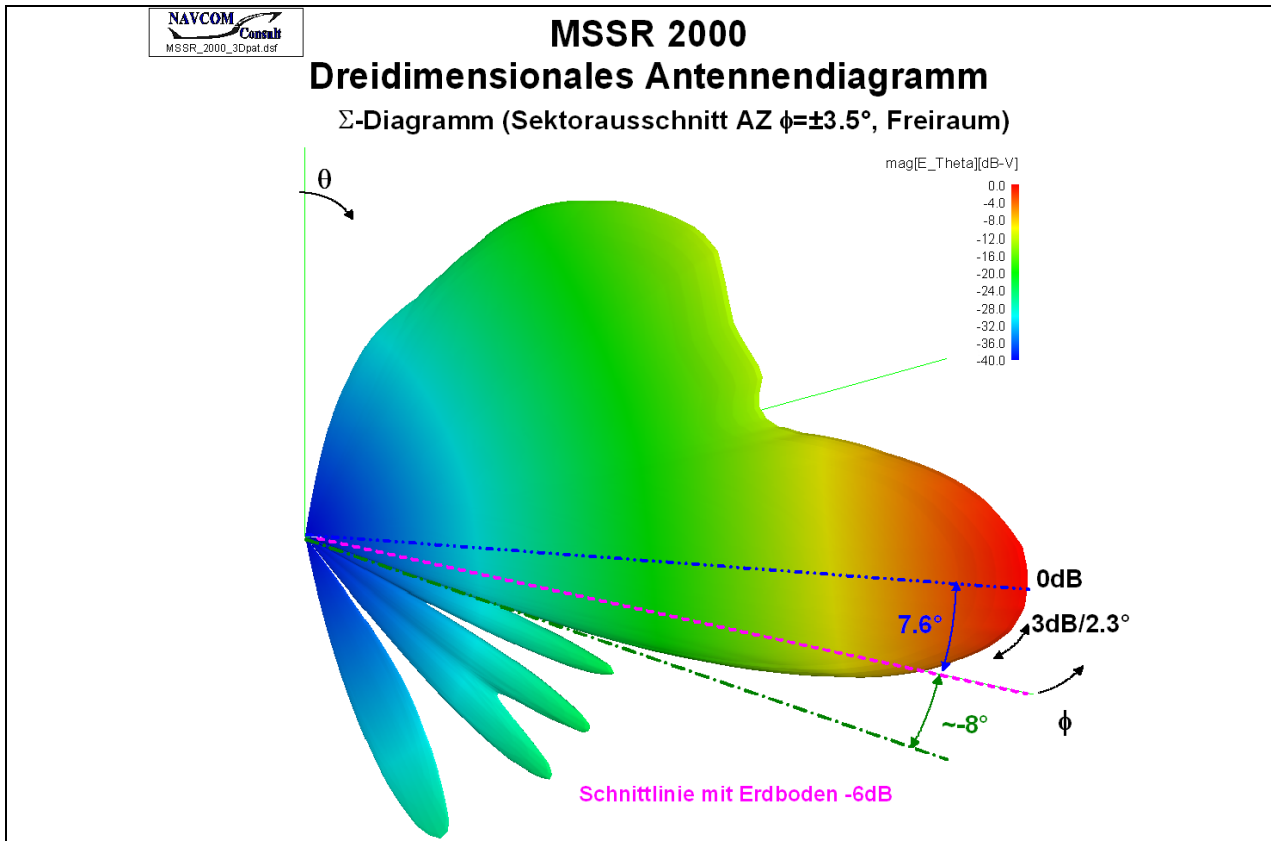 NAVCOM
Consult
MSSR_2000_3Dpat.dsf
MSSR 2000
Dreidimensionales Antennendiagramm
Σ-Diagramm (Sektorausschnitt AZ ϕ=±3.5°, Freiraum)
mag[E_Theta][dB-V]
0.0
-4.0
-8.0
-12.0
-16.0
-20.0
-24.0
-28.0
-32.0
-36.0
-40.0
θ
0dB
7.6°
3dB/2.3°
ϕ
~-8°
Schnittlinie mit Erdboden -6dB